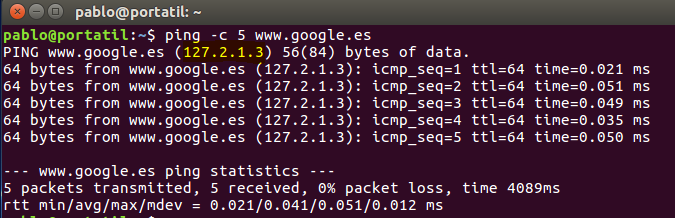 pablo@portatil: ~
pablo@portatil:~$ ping -c 5 www.google.es
PING www.google.es (127.2.1.3) 56(84) bytes of data.
64 bytes from www.google.es (127.2.1.3): icmp_seq=1 ttl=64 time=0.021 ms
64 bytes from www.google.es (127.2.1.3): icmp_seq=2 ttl=64 time=0.051 ms
64 bytes from www.google.es (127.2.1.3): icmp_seq=3 ttl=64 time=0.049 ms
64 bytes from www.google.es (127.2.1.3): icmp_seq=4 ttl=64 time=0.035 ms
64 bytes from www.google.es (127.2.1.3): icmp_seq=5 ttl=64 time=0.050 ms
--- www.google.es ping statistics ---
5 packets transmitted, 5 received, 0% packet loss, time 4089ms
rtt min/avg/max/mdev = 0.021/0.041/0.051/0.012 ms